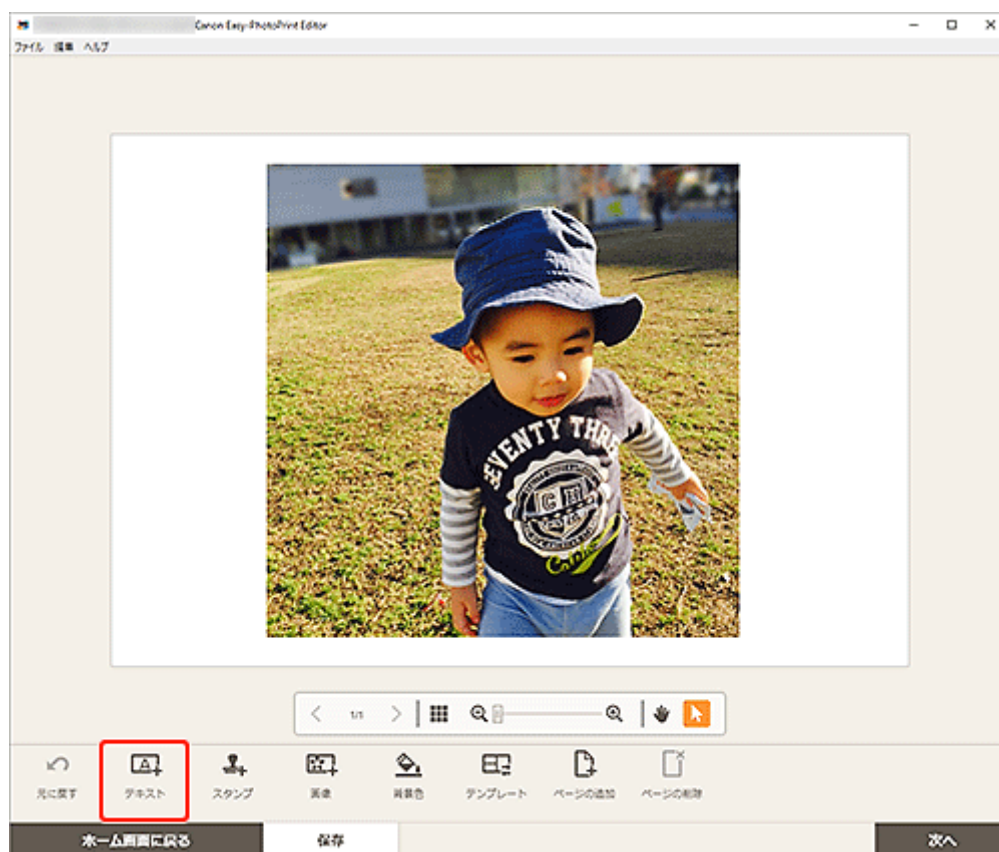 Canon Easy-PhotoPrint Editor
ファイル 編集 ヘルプ
SEVENTY THRE
1/1
元に戻す テキスト スタンプ 画像 背景色 テンプレート ページの追加 ページの削除
ホーム画面に戻る 保存 次へ